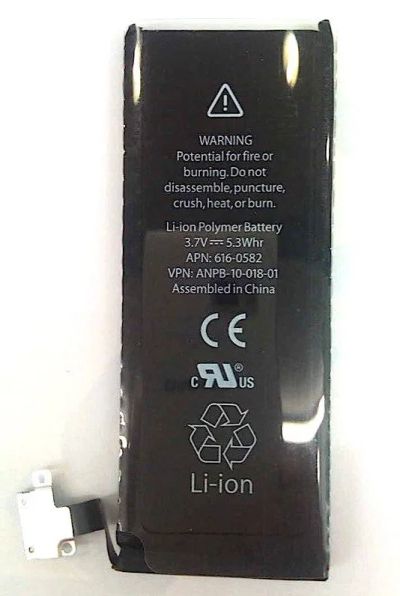 WARNING
Potential for fire or
burning. Do not
disassemble, puncture,
crush, heat, or burn.
Li-ion Polymer Battery
3.7V⎓5.3Whr
APN: 616-0582
VPN: ANPB-10-018-01
Assembled in China
CE
c RU® US
Li-ion